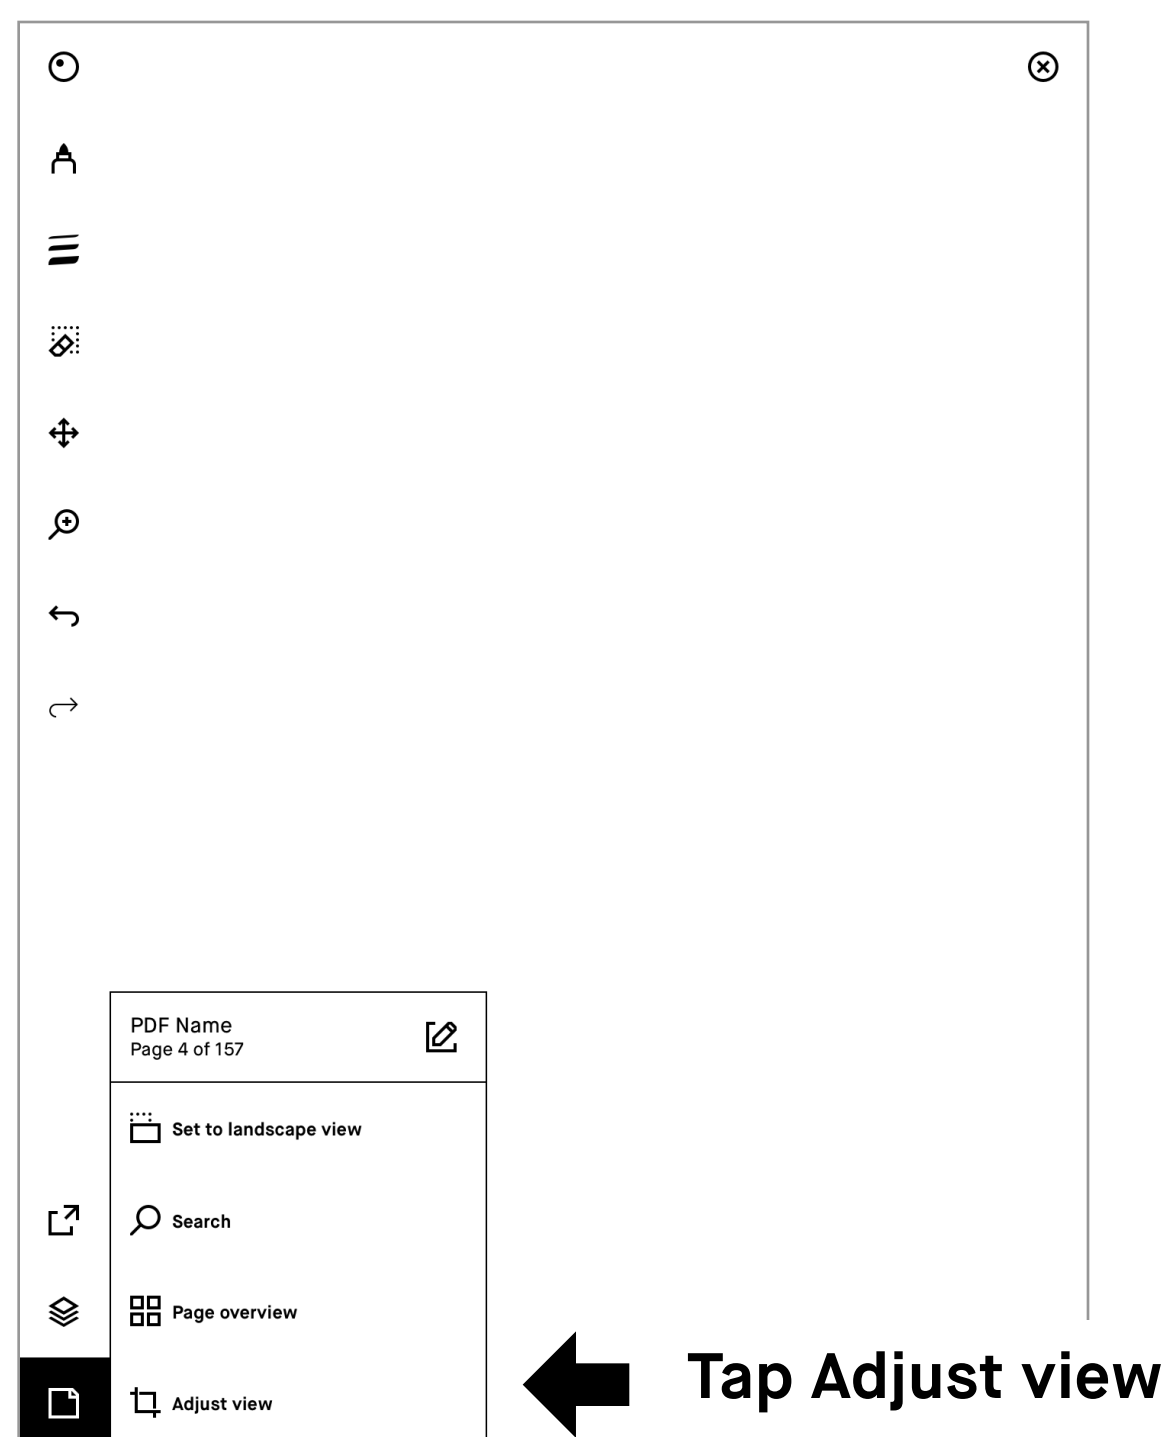 PDF Name
Page 4 of 157
Set to landscape view
Search
Page overview
Adjust view
Tap Adjust view